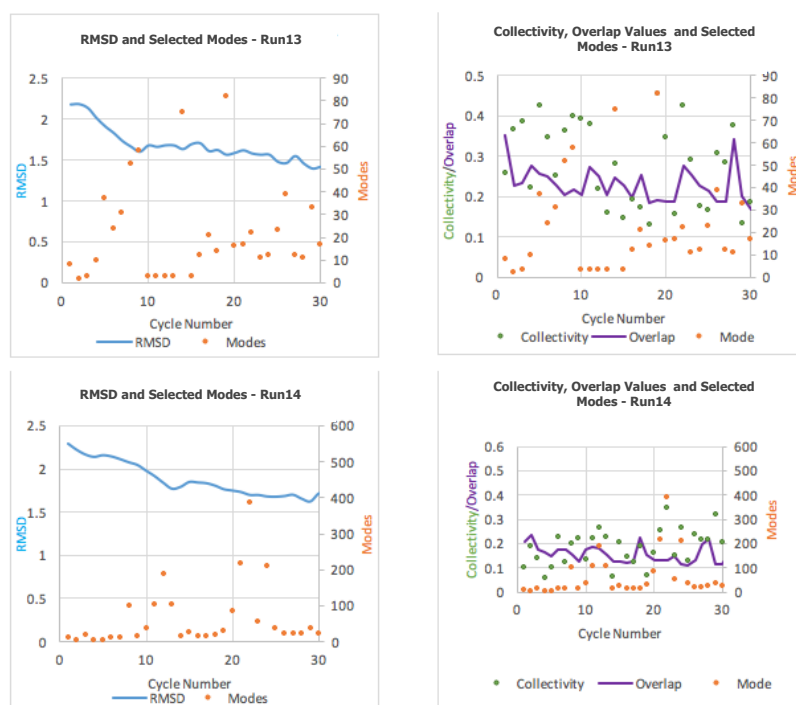 RMSD and Selected Modes - Run13
2.5
2
1.5
1
0.5
0
90
80
70
60
50
40
30
20
10
0
0
10
20
30
RMSD
Modes
Cycle Number
RMSD
Modes
Collectivity, Overlap Values and Selected
Modes - Run13
0.5
0.4
0.3
0.2
0.1
0
90
80
70
60
50
40
30
20
10
0
0
10
20
30
Collectivity/Overlap
Modes
Cycle Number
Collectivity
Overlap
Mode
RMSD and Selected Modes - Run14
2.5
2
1.5
1
0.5
0
600
500
400
300
200
100
0
0
10
20
30
RMSD
Modes
Cycle Number
RMSD
Modes
Collectivity, Overlap Values and Selected
Modes - Run14
0.6
0.5
0.4
0.3
0.2
0.1
0
600
500
400
300
200
100
0
0
10
20
30
Collectivity/Overlap
Modes
Cycle Number
Collectivity
Overlap
Mode